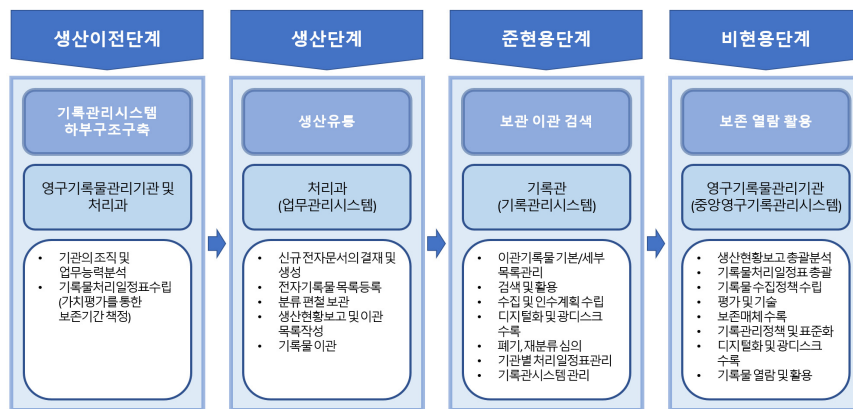 생산이전단계
기록관리시스템
하부구조구축
영구기록물관리기관 및
처리과
• 기관의 조직 및
업무능력분석
• 기록물처리일정표수립
(가치평가를 통한
보존기간 책정)
생산단계
생산유통
처리과
(업무관리시스템)
• 신규전자문서의 결재 및
생성
• 전자기록물 목록등록
• 분류 편철 보관
• 생산현황보고 및 이관
목록작성
• 기록물 이관
준현용단계
보관 이관 검색
기록관
(기록관리시스템)
• 이관기록물 기본/세부
목록관리
• 검색 및 활용
• 수집 및 인수계획 수립
• 디지털화 및 광디스크
수록
• 폐기, 재분류 심의
• 기관별 처리일정표관리
• 기록관시스템 관리
비현용단계
보존 열람 활용
영구기록물관리기관
(중앙영구기록관리시스템)
• 생산현황보고 총괄분석
• 기록물처리일정표 총괄
• 기록물 수집정책 수립
• 평가 및 기술
• 보존매체 수록
• 기록관리정책 및 표준화
• 디지털화 및 광디스크
수록
• 기록물 열람 및 활용